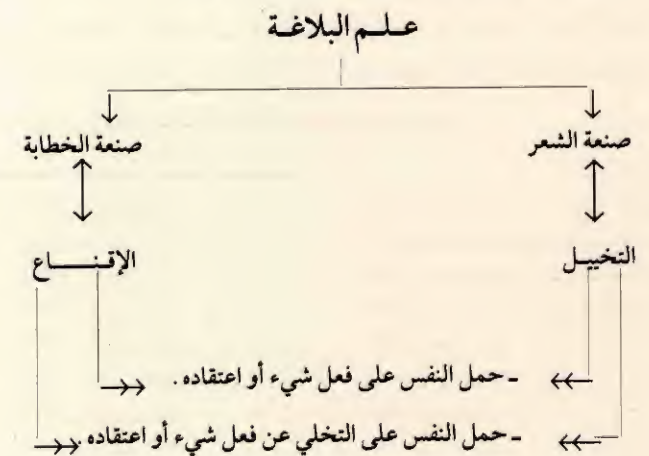 علم البلاغة
صنعة الشعر
صنعة الخطابة
التخييل
الإقناع
- حمل النفس على فعل شيء أو اعتقاده .
- حمل النفس على التخلي عن فعل شيء أو اعتقاده .